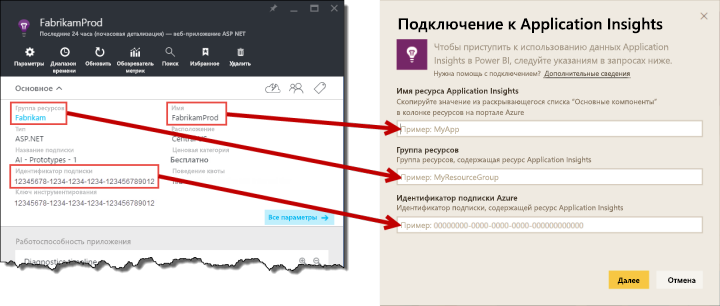 FabrikamProd
Последние 24 часа (почасовая детализация) — веб-приложение ASP NET
Параметры
Диапазон времени
Обновить
Обозреватель метрик
Поиск
Избранное
Удалить
Основное
Группа ресурсов
Fabrikam
Имя
FabrikamProd
Тип
ASP.NET
Расположение
Central US
Название подписки
AI - Prototypes - 1
Ценовая категория
Бесплатно
Идентификатор подписки
12345678-1234-1234-1234-123456789012
Поведение квоты
Ключ инструментирования
12345678-1234-1234-1234-123456789012
Все параметры →
Работоспособность приложения
Подключение к Application Insights
Чтобы приступить к использованию данных Application
Insights в Power BI, следуйте указаниям в запросах ниже.
Нужна помощь с подключением? Дополнительные сведения
Имя ресурса Application Insights
Скопируйте значение из раскрывающегося списка "Основные компоненты"
в колонке ресурсов на портале Azure
Пример: MyApp
Группа ресурсов
Группа ресурсов, содержащая ресурс Application Insights
Пример: MyResourceGroup
Идентификатор подписки Azure
Идентификатор подписки, содержащей ресурс Application Insights
Пример: 00000000-0000-0000-0000-000000000000
Далее
Отмена